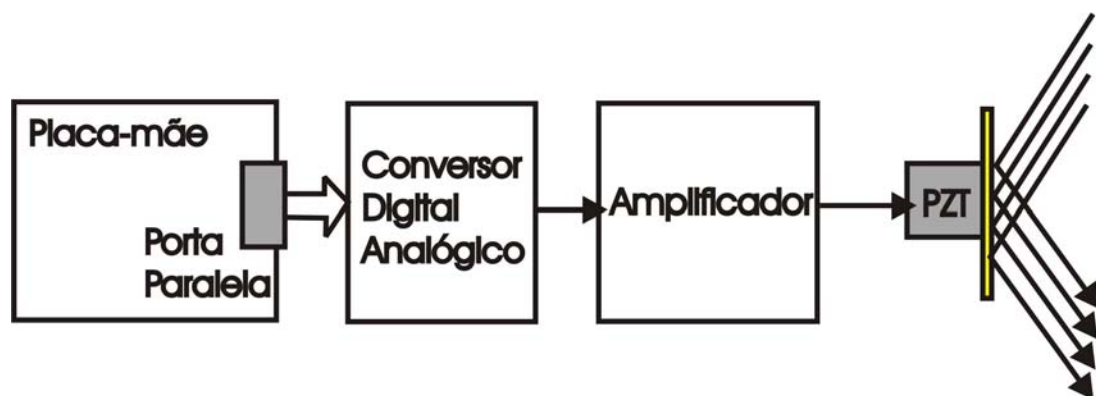 Placa-mãe
Porta
Paralela
Conversor
Digital
Analógico
Amplificador
PZT